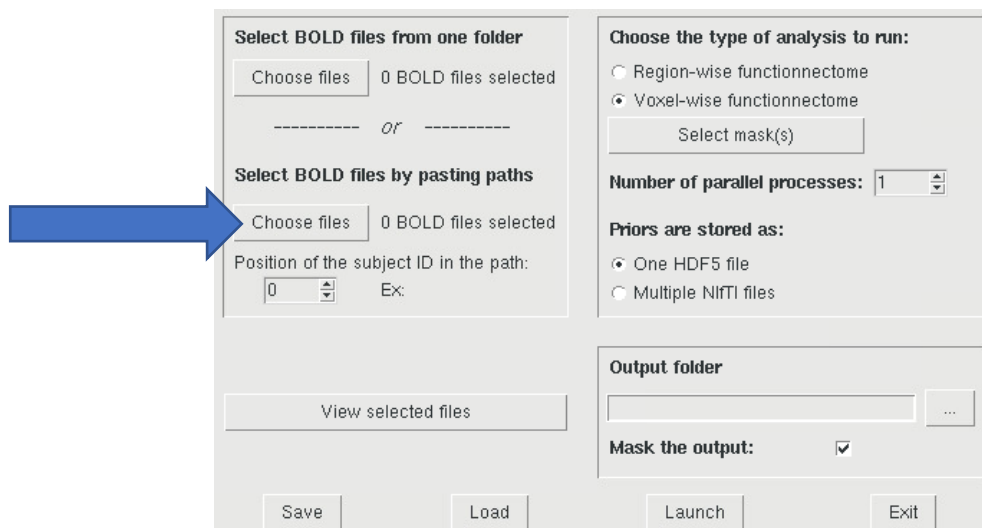 Select BOLD files from one folder
Choose files 0 BOLD files selected
---------- or ----------
Select BOLD files by pasting paths
Choose files 0 BOLD files selected
Position of the subject ID in the path:
0 Ex:
View selected files
Choose the type of analysis to run:
Region-wise functionnectome
Voxel-wise functionnectome
Select mask(s)
Number of parallel processes: 1
Priors are stored as:
One HDF5 file
Multiple NIfTI files
Output folder
...
Mask the output:
Save Load Launch Exit